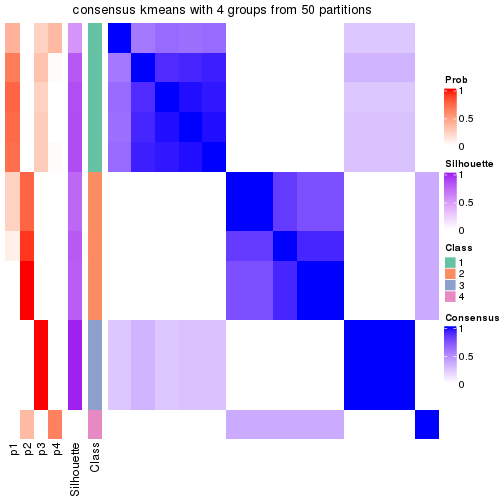 consensus kmeans with 4 groups from 50 partitions
Prob
1
0.5
0
Silhouette
1
0.5
0
Class
1
2
3
4
Consensus
1
0.5
0
p1
p2
p3
p4
Silhouette
Class